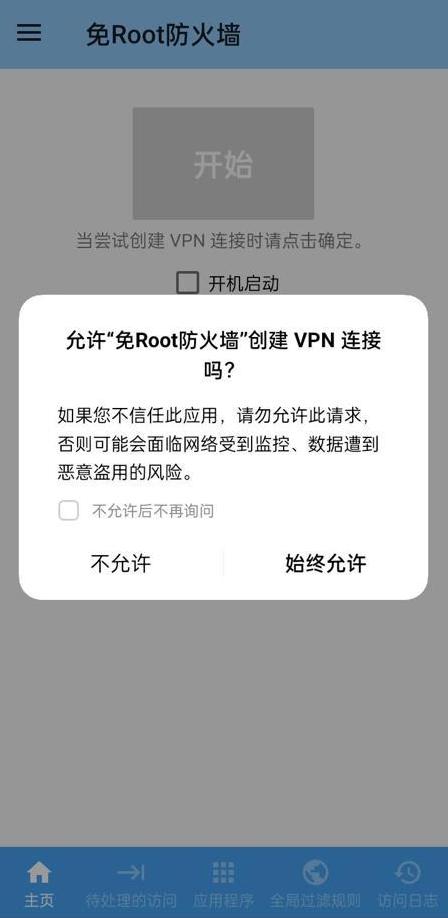 免Root防火墙
开始
当尝试创建 VPN 连接时请点击确定。
开机启动
允许“免Root防火墙”创建 VPN 连接
吗？
如果您不信任此应用，请勿允许此请求，
否则可能会面临网络受到监控、数据遭到
恶意盗用的风险。
不允许后不再询问
不允许
始终允许
主页
待处理的访问
应用程序
全局过滤规则
访问日志